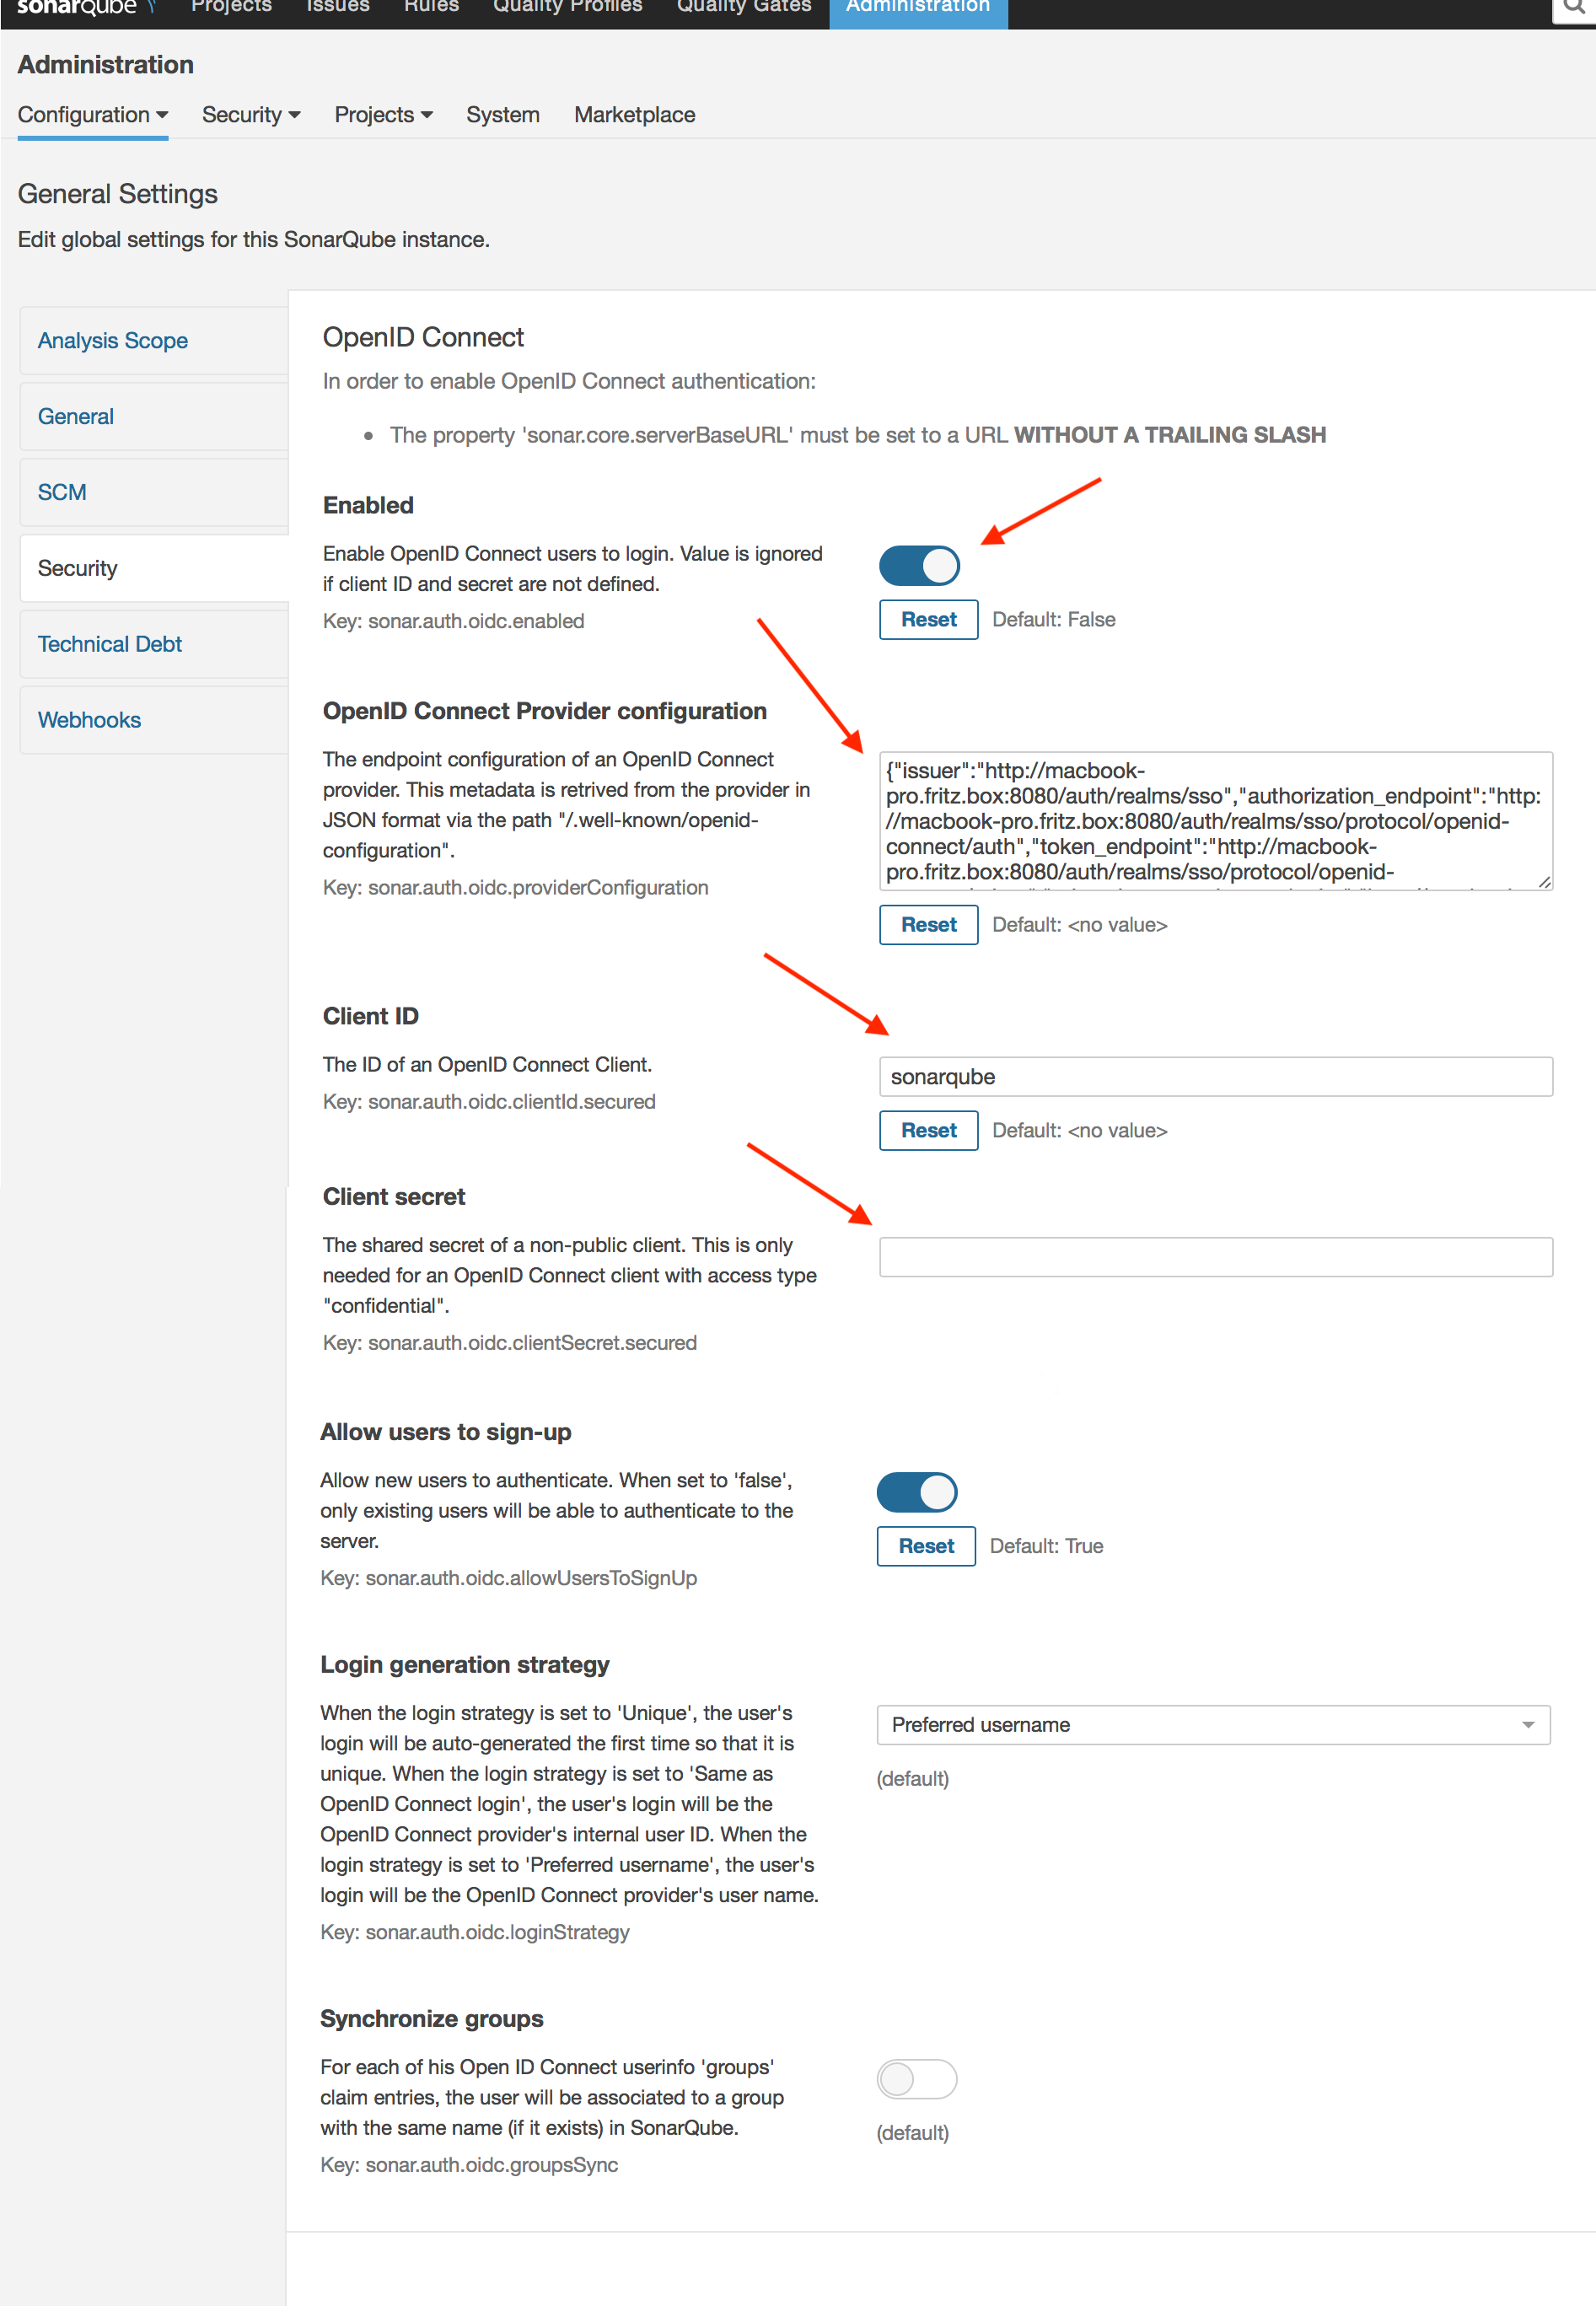 sonarqube Projects Issues Rules Quality Profiles Quality Gates Administration
Administration
Configuration Security Projects System Marketplace
General Settings
Edit global settings for this SonarQube instance.
Analysis Scope
General
SCM
Security
Technical Debt
Webhooks
OpenID Connect
In order to enable OpenID Connect authentication:
• The property 'sonar.core.serverBaseURL' must be set to a URL WITHOUT A TRAILING SLASH
Enabled
Enable OpenID Connect users to login. Value is ignored
if client ID and secret are not defined.
Key: sonar.auth.oidc.enabled
Reset Default: False
OpenID Connect Provider configuration
The endpoint configuration of an OpenID Connect
provider. This metadata is retrived from the provider in
JSON format via the path "/.well-known/openid-
configuration".
Key: sonar.auth.oidc.providerConfiguration
{"issuer":"http://macbook-
pro.fritz.box:8080/auth/realms/sso","authorization_endpoint":"http:
//macbook-pro.fritz.box:8080/auth/realms/sso/protocol/openid-
connect/auth","token_endpoint":"http://macbook-
pro.fritz.box:8080/auth/realms/sso/protocol/openid-
Reset Default: <no value>
Client ID
The ID of an OpenID Connect Client.
Key: sonar.auth.oidc.clientId.secured
sonarqube
Reset Default: <no value>
Client secret
The shared secret of a non-public client. This is only
needed for an OpenID Connect client with access type
"confidential".
Key: sonar.auth.oidc.clientSecret.secured
Allow users to sign-up
Allow new users to authenticate. When set to 'false',
only existing users will be able to authenticate to the
server.
Key: sonar.auth.oidc.allowUsersToSignUp
Reset Default: True
Login generation strategy
When the login strategy is set to 'Unique', the user's
login will be auto-generated the first time so that it is
unique. When the login strategy is set to 'Same as
OpenID Connect login', the user's login will be the
OpenID Connect provider's internal user ID. When the
login strategy is set to 'Preferred username', the user's
login will be the OpenID Connect provider's user name.
Key: sonar.auth.oidc.loginStrategy
Preferred username
(default)
Synchronize groups
For each of his Open ID Connect userinfo 'groups'
claim entries, the user will be associated to a group
with the same name (if it exists) in SonarQube.
Key: sonar.auth.oidc.groupsSync
(default)